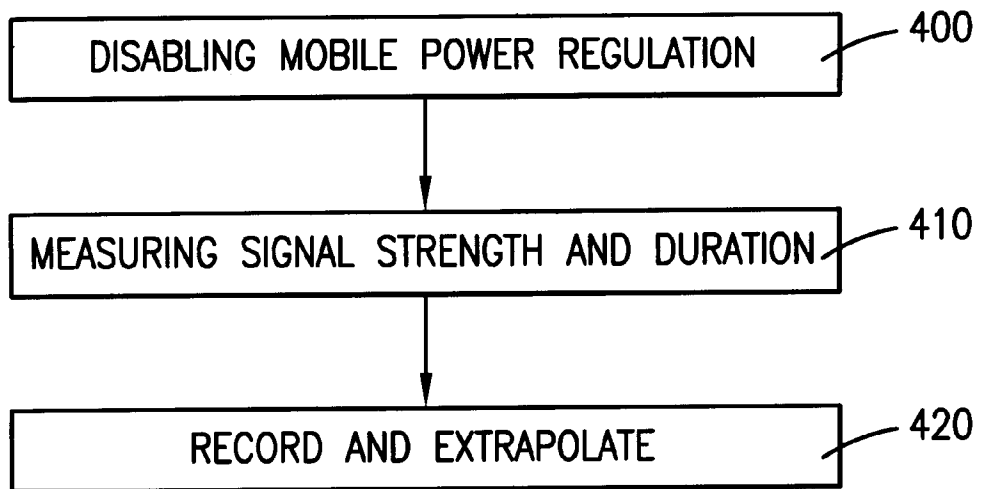 DISABLING MOBILE POWER REGULATION
400
MEASURING SIGNAL STRENGTH AND DURATION
410
RECORD AND EXTRAPOLATE
420